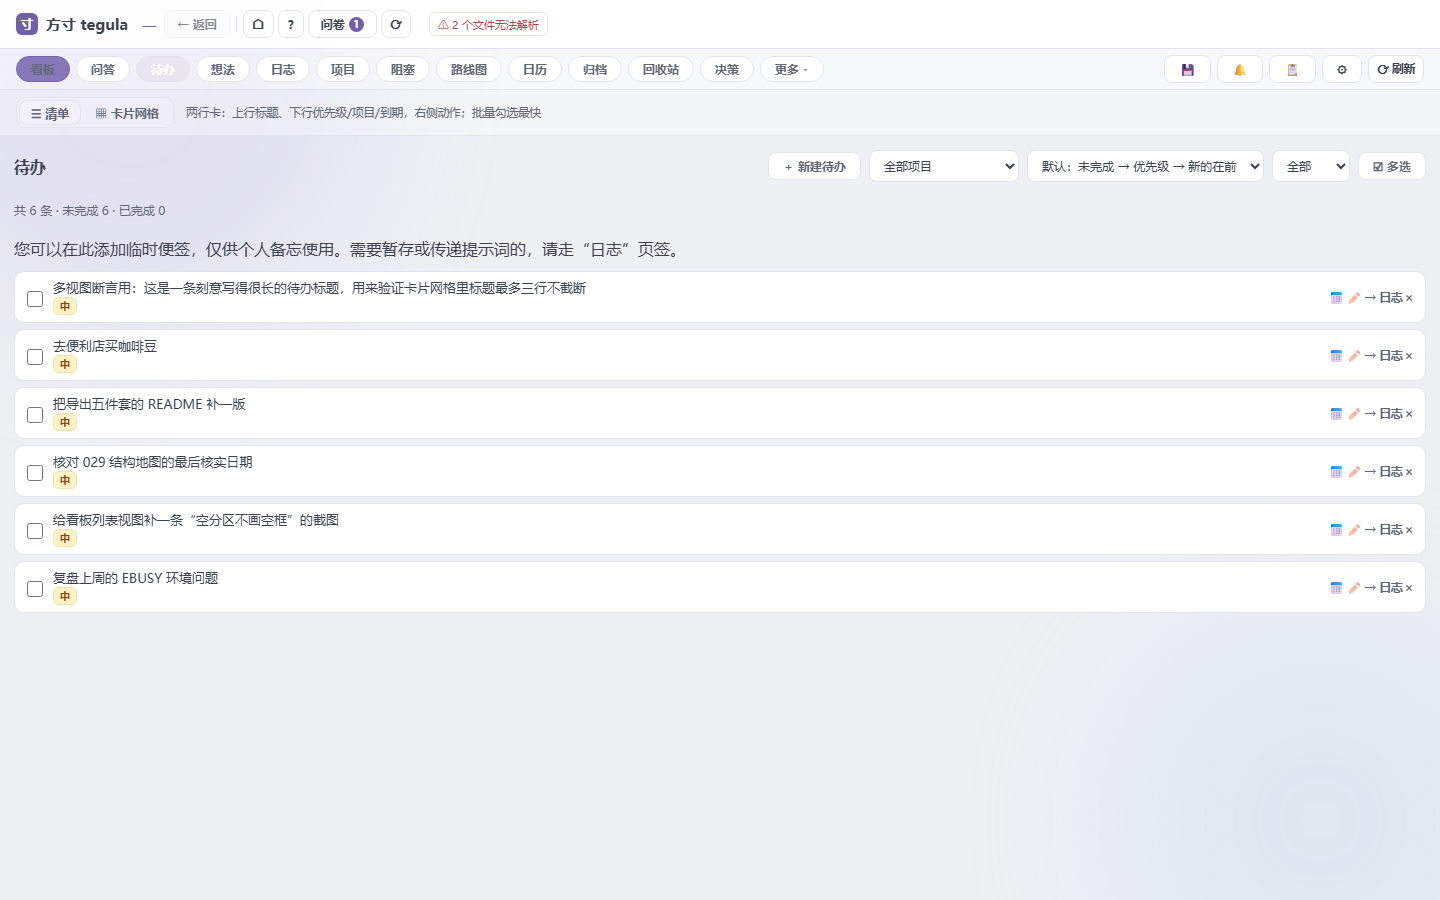 寸 方寸 tegula — ← 返回 ? 问卷 1 ⟳ ⚠ 2 个文件无法解析
看板 问答 待办 想法 日志 项目 阻塞 路线图 日历 归档 回收站 决策 更多 ⟳ 刷新
☰ 清单 卡片网格 两行卡：上行标题、下行优先级/项目/到期，右侧动作；批量勾选最快
待办 + 新建待办 全部项目 默认：未完成 → 优先级 → 新的在前 全部 ☑ 多选
共 6 条 · 未完成 6 · 已完成 0
您可以在此添加临时便签，仅供个人备忘使用。需要暂存或传递提示词的，请走“日志”页签。
多视图断言用：这是一条刻意写得很长的待办标题，用来验证卡片网格里标题最多三行不截断
中 → 日志 ×
去便利店买咖啡豆
中 → 日志 ×
把导出五件套的 README 补一版
中 → 日志 ×
核对 029 结构地图的最后核实日期
中 → 日志 ×
给看板列表视图补一条“空分区不画空框”的截图
中 → 日志 ×
复盘上周的 EBUSY 环境问题
中 → 日志 ×